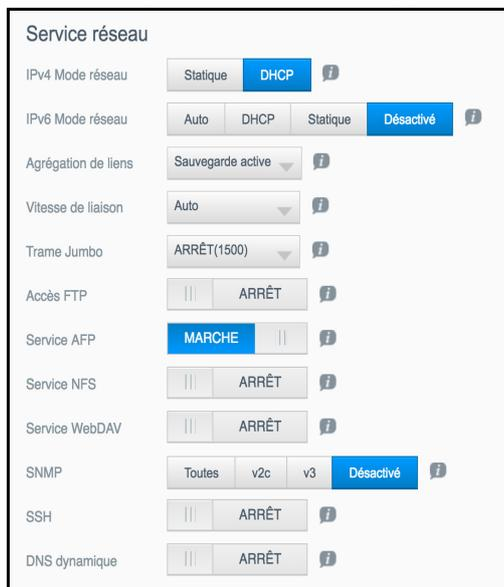 Service réseau
IPv4 Mode réseau Statique DHCP
IPv6 Mode réseau Auto DHCP Statique Désactivé
Agrégation de liens Sauvegarde active
Vitesse de liaison Auto
Trame Jumbo ARRÊT(1500)
Accès FTP ARRÊT
Service AFP MARCHE
Service NFS ARRÊT
Service WebDAV ARRÊT
SNMP Toutes v2c v3 Désactivé
SSH ARRÊT
DNS dynamique ARRÊT